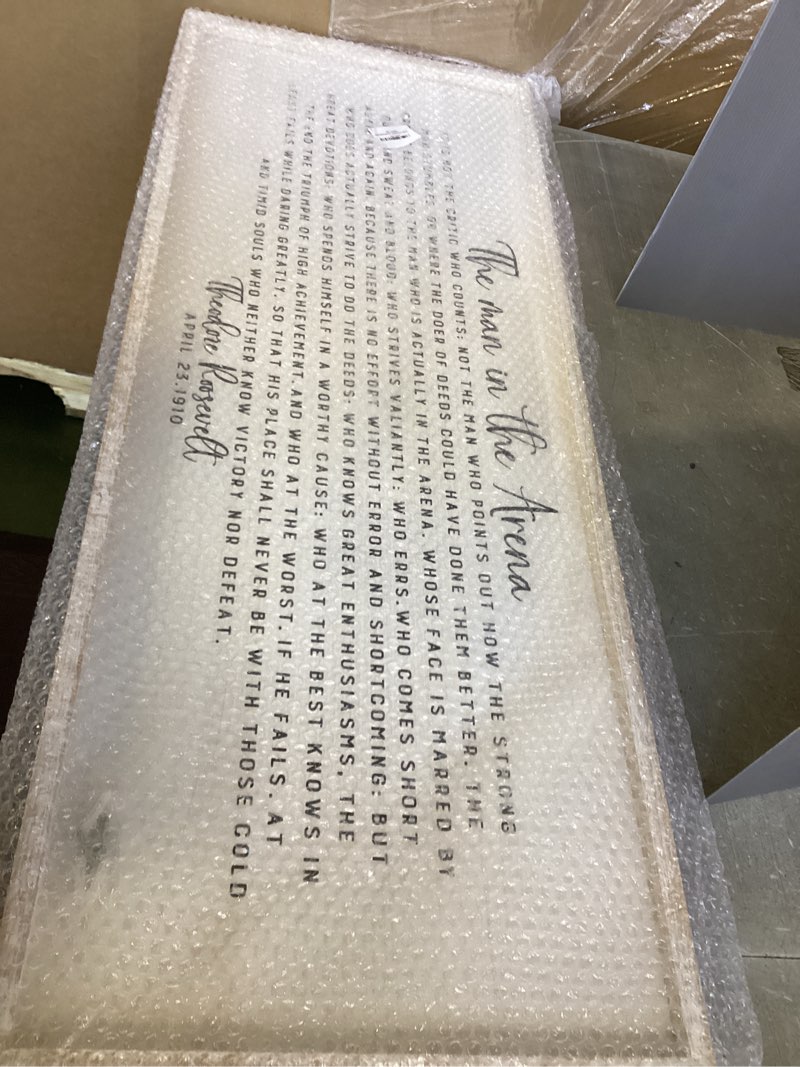 The man in the Arena
IT IS NOT THE CRITIC WHO COUNTS: NOT THE MAN WHO POINTS OUT HOW THE STRONG
MAN STUMBLES, OR WHERE THE DOER OF DEEDS COULD HAVE DONE THEM BETTER. THE
BELONGS TO THE MAN WHO IS ACTUALLY IN THE ARENA. WHOSE FACE IS MARRED BY
AND SWEAT AND BLOOD: WHO STRIVES VALIANTLY: WHO ERRS. WHO COMES SHORT
AGAIN AND AGAIN. BECAUSE THERE IS NO EFFORT WITHOUT ERROR AND SHORTCOMING: BUT
WHO DOES ACTUALLY STRIVE TO DO THE DEEDS: WHO KNOWS GREAT ENTHUSIASMS, THE
GREAT DEVOTIONS: WHO SPENDS HIMSELF IN A WORTHY CAUSE: WHO AT THE BEST KNOWS IN
THE END THE TRIUMPH OF HIGH ACHIEVEMENT. AND WHO AT THE WORST. IF HE FAILS. AT
LEAST FAILS WHILE DARING GREATLY. SO THAT HIS PLACE SHALL NEVER BE WITH THOSE COLD
AND TIMID SOULS WHO NEITHER KNOW VICTORY NOR DEFEAT.
Theodore Roosevelt
APRIL 23.1910